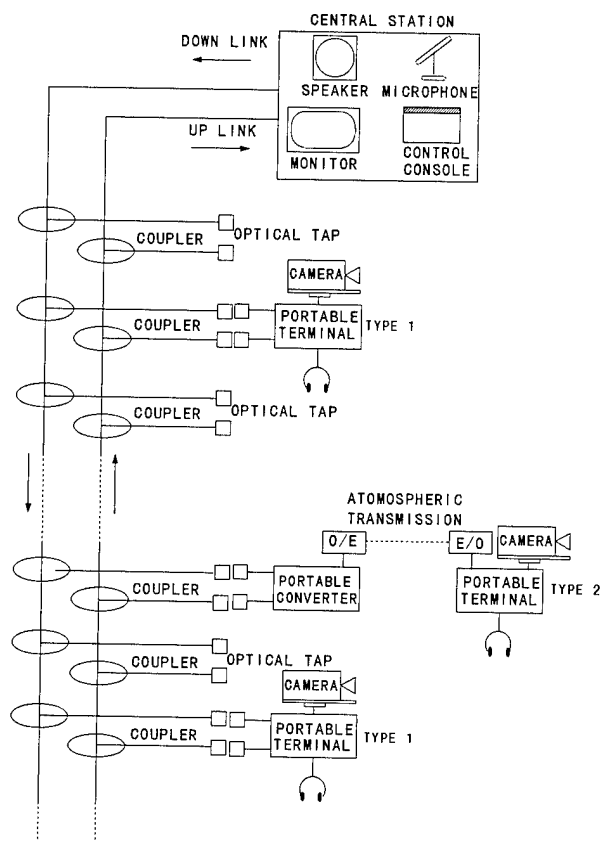 CENTRAL STATION
DOWN LINK
SPEAKER MICROPHONE
UP LINK
MONITOR
CONTROL
CONSOLE
COUPLER
OPTICAL TAP
CAMERA
COUPLER
PORTABLE
TERMINAL
TYPE 1
COUPLER
OPTICAL TAP
ATOMOSPHERIC
TRANSMISSION
O/E
E/O
CAMERA
COUPLER
PORTABLE
CONVERTER
PORTABLE
TERMINAL
TYPE 2
COUPLER
OPTICAL TAP
CAMERA
COUPLER
PORTABLE
TERMINAL
TYPE 1